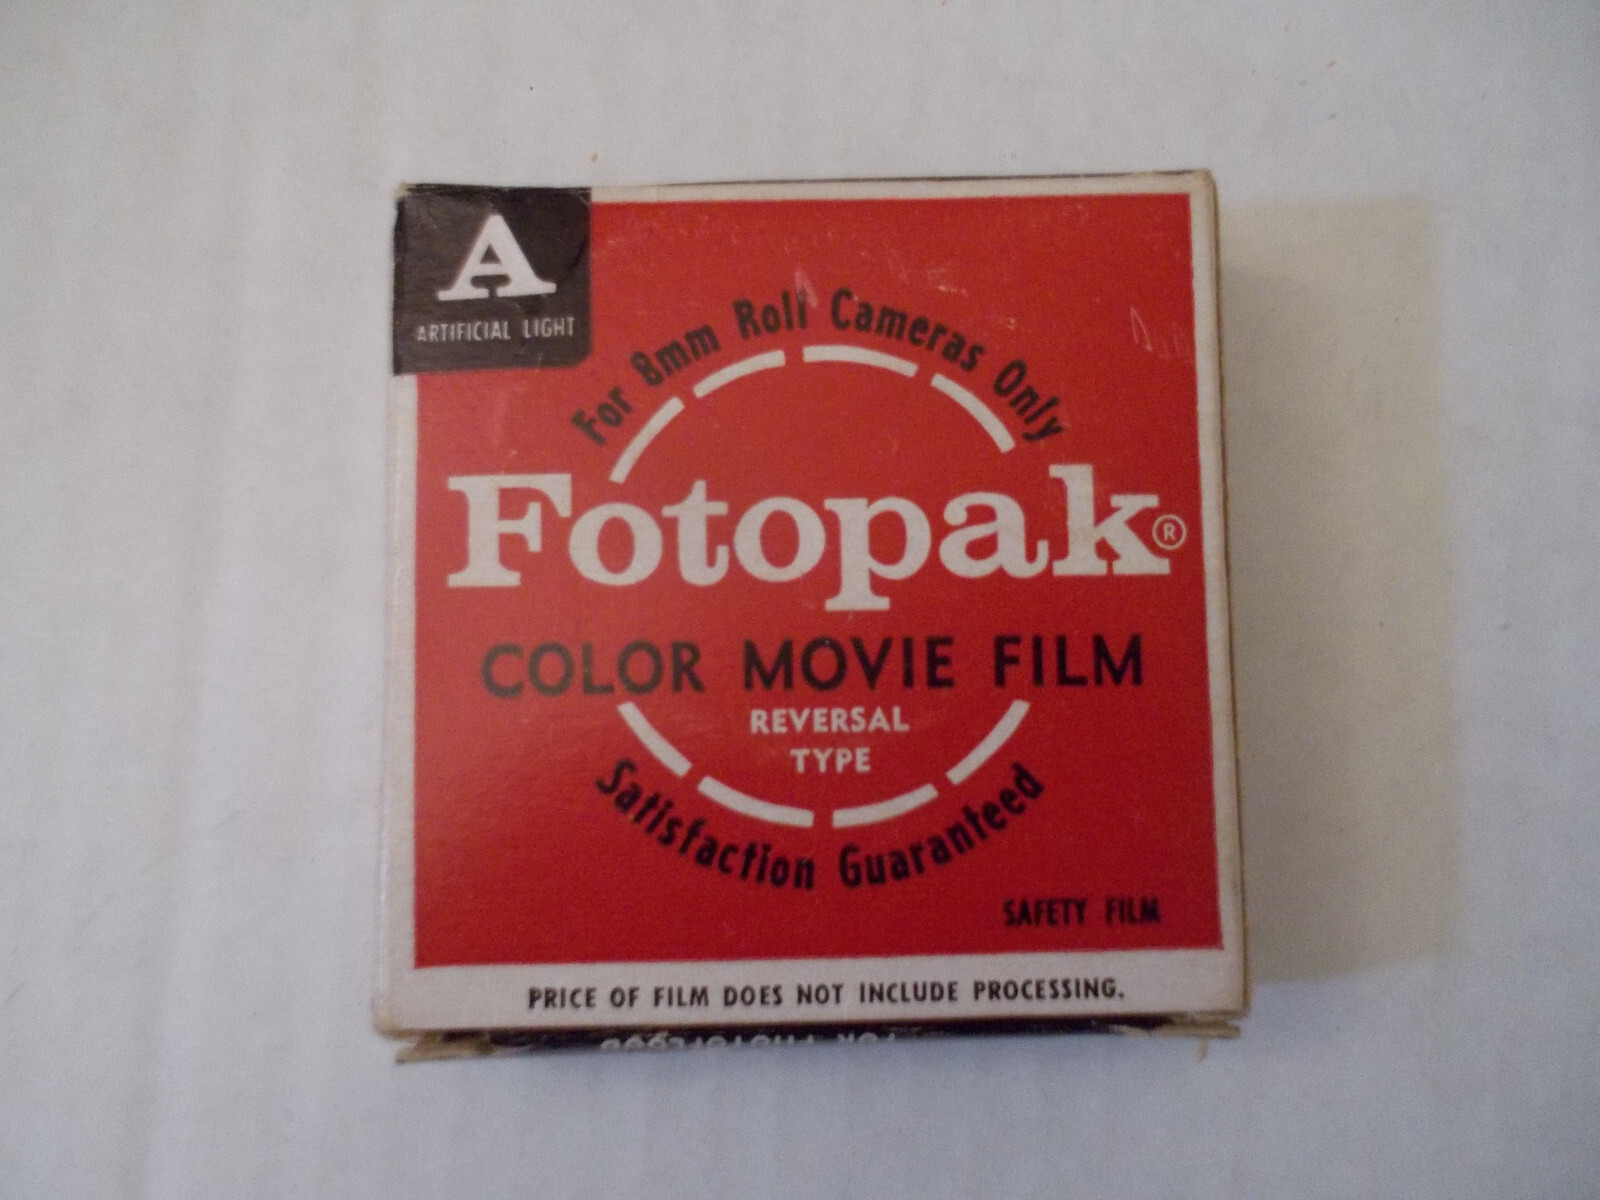 A
ARTIFICIAL LIGHT
For 8mm Roll Cameras Only
Fotopak®
COLOR MOVIE FILM
REVERSAL
TYPE
Satisfaction Guaranteed
SAFETY FILM
PRICE OF FILM DOES NOT INCLUDE PROCESSING.